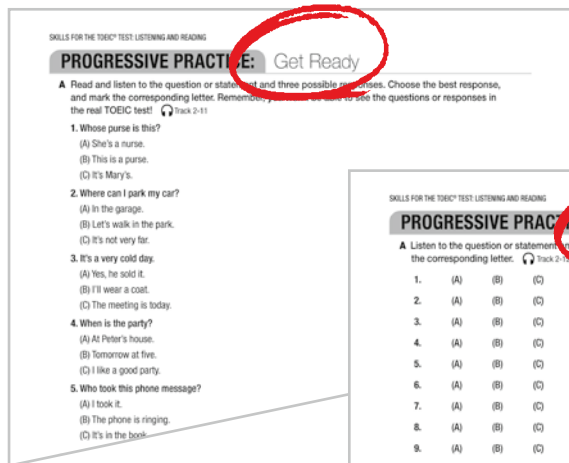 SKILLS FOR THE TOEIC® TEST: LISTENING AND READING
PROGRESSIVE PRACTICE: Get Ready
A Read and listen to the question or statement and three possible responses. Choose the best response,
and mark the corresponding letter. Remember, to see the questions or responses in
the real TOEIC test! Track 2-11
1. Whose purse is this?
(A) She's a nurse.
(B) This is a purse.
(C) It's Mary's.
2. Where can I park my car?
(A) In the garage.
(B) Let's walk in the park.
(C) It's not very far.
3. It's a very cold day.
(A) Yes, he sold it.
(B) I'll wear a coat.
(C) The meeting is today.
4. When is the party?
(A) At Peter's house.
(B) Tomorrow at five.
(C) I like a good party.
5. Who took this phone message?
(A) I took it.
(B) The phone is ringing.
(C) It's in the book.
SKILLS FOR THE TOEIC® TEST: LISTENING AND READING
PROGRESSIVE
A Listen to the question or statement
the corresponding letter. Track
1. (A) (B) (C)
2. (A) (B) (C)
3. (A) (B) (C)
4. (A) (B) (C)
5. (A) (B) (C)
6. (A) (B) (C)
7. (A) (B) (C)
8. (A) (B) (C)
9. (A) (B) (C)